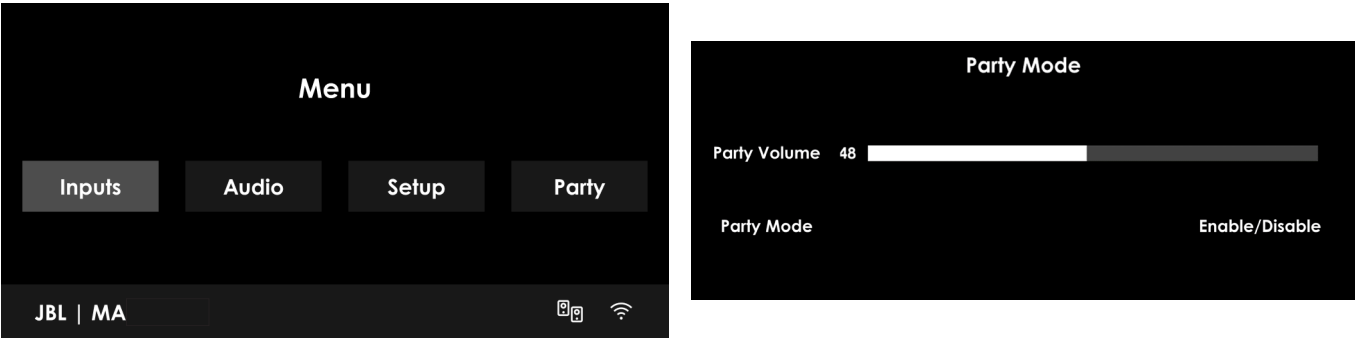 Menu
Inputs Audio Setup Party
JBL | MA
Party Mode
Party Volume 48
Party Mode Enable/Disable